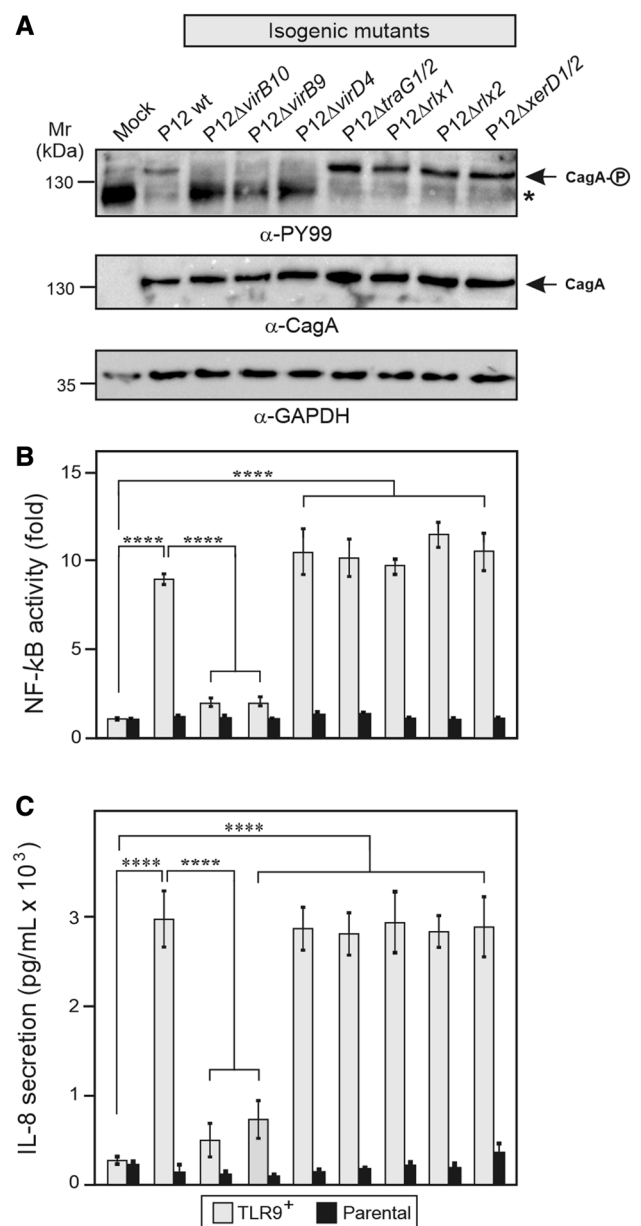 A
Isogenic mutants
Mock
P12 wt
P12ΔvirB10
P12ΔvirB9
P12ΔvirD4
P12ΔtraG1/2
P12Δrlx1
P12Δrlx2
P12ΔxerD1/2
Mr
(kDa)
130
CagA-Ⓟ
*
α-PY99
130
CagA
α-CagA
35
α-GAPDH
B
NF-kB activity (fold)
15
10
5
0
****
****
****
C
IL-8 secretion (pg/mL x 10³)
3
2
1
0
****
****
****
TLR9⁺ Parental